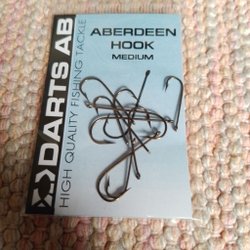 ABERDEEN
HOOK
MEDIUM
DARTS AB
HIGH QUALITY FISHING TACKLE